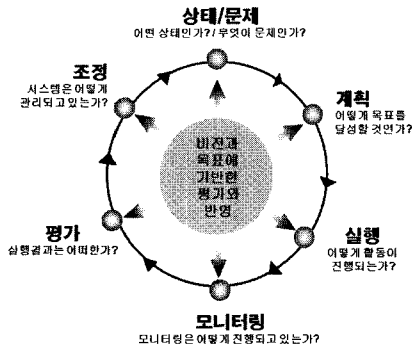 상태/문제
어떤 상태인가? / 무엇이 문제인가?
계획
어떻게 목표를
달성할 것인가?
실행
어떻게 활동이
진행되는가?
모니터링
모니터링은 어떻게 진행되고 있는가?
평가
실행결과는 어떠한가?
조정
시스템은 어떻게
관리되고 있는가?
비전과
목표에
기반한
평가와
반영